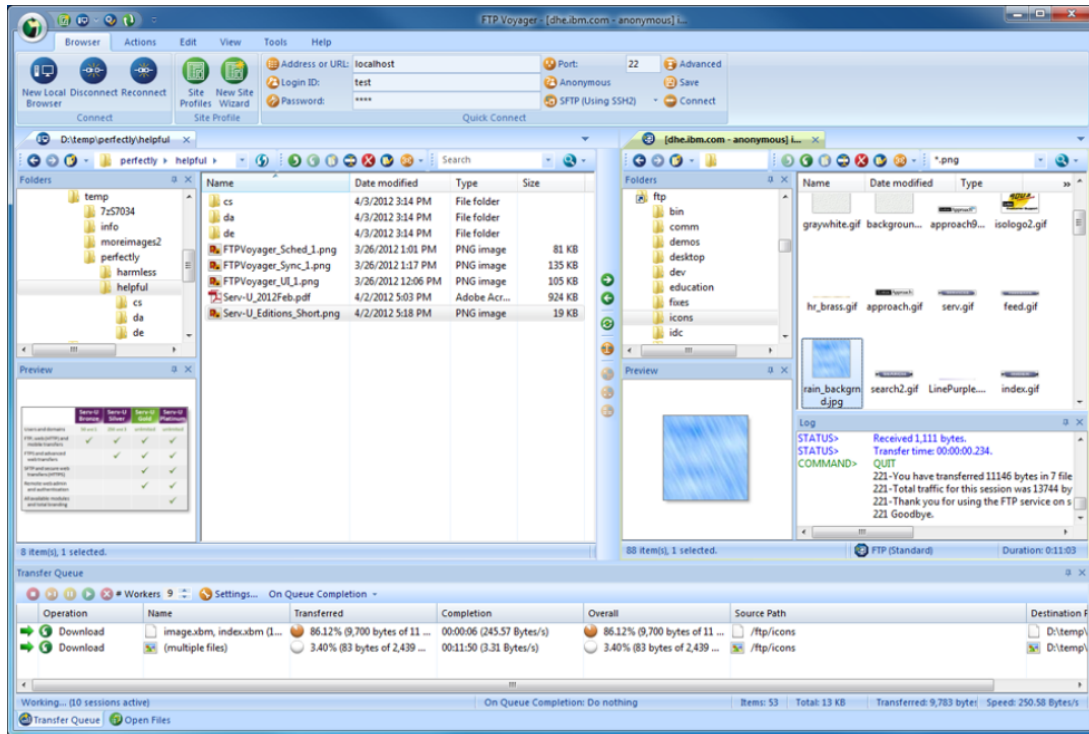 FTP Voyager - [dhe.ibm.com - anonymous] i...
Browser Actions Edit View Tools Help
New Local Browser
Disconnect
Reconnect
Connect
Site Profiles
New Site Wizard
Site Profile
Address or URL: localhost
Login ID: test
Password: ****
Port: 22
Anonymous
SFTP (Using SSH2)
Advanced
Save
Connect
Quick Connect
D:\temp\perfectly\helpful
perfectly helpful
Search
Folders
temp
7zS7034
info
moreimages2
perfectly
harmless
helpful
cs
da
de
Name Date modified Type Size
cs 4/3/2012 3:14 PM File folder
da 4/3/2012 3:14 PM File folder
de 4/3/2012 3:14 PM File folder
FTPVoyager_Sched_1.png 3/26/2012 1:01 PM PNG image 81 KB
FTPVoyager_Sync_1.png 3/26/2012 1:17 PM PNG image 135 KB
FTPVoyager_UI_1.png 3/26/2012 12:06 PM PNG image 105 KB
Serv-U_2012Feb.pdf 4/2/2012 5:03 PM Adobe Acr... 924 KB
Serv-U_Editions_Short.png 4/2/2012 5:18 PM PNG image 19 KB
Preview
Serv-U Bronze Serv-U Silver Serv-U Gold Serv-U Platinum
8 item(s), 1 selected.
[dhe.ibm.com - anonymous] i...
*.png
Folders
ftp
bin
comm
demos
desktop
dev
education
fixes
icons
idc
Name Date modified Type
graywhite.gif backgroun... approach9... isologo2.gif
hr_brass.gif approach.gif serv.gif feed.gif
rain_backgrn
d.jpg
search2.gif LinePurple.... index.gif
Preview
Log
STATUS> Received 1,111 bytes.
STATUS> Transfer time: 00:00:00.234.
COMMAND> QUIT
221-You have transferred 11146 bytes in 7 file
221-Total traffic for this session was 13744 by
221-Thank you for using the FTP service on s
221 Goodbye.
88 item(s), 1 selected.
FTP (Standard)
Duration: 0:11:03
Transfer Queue
# Workers 9 Settings... On Queue Completion
Operation Name Transferred Completion Overall Source Path Destination P
Download image.xbm, index.xbm (1... 86.12% (9,700 bytes of 11 ... 00:00:06 (245.57 Bytes/s) 86.12% (9,700 bytes of 11 ... /ftp/icons D:\temp\
Download (multiple files) 3.40% (83 bytes of 2,439 ... 00:11:50 (3.31 Bytes/s) 3.40% (83 bytes of 2,439 ... /ftp/icons D:\temp\
Working... (10 sessions active) On Queue Completion: Do nothing Items: 53 Total: 13 KB Transferred: 9,783 bytes Speed: 250.58 Bytes/s
Transfer Queue Open Files